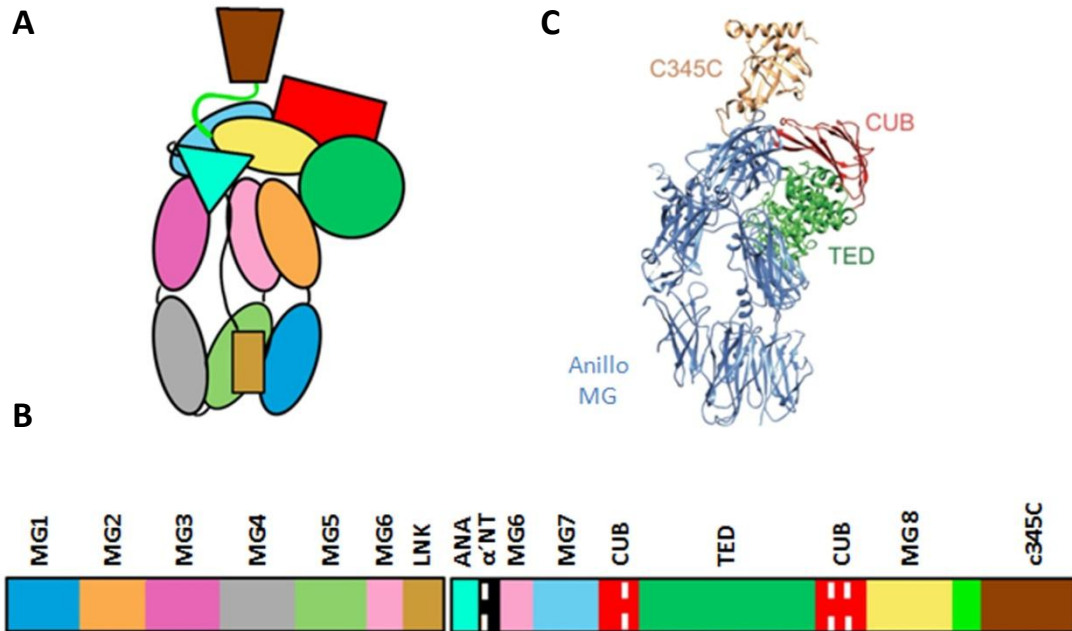 A
C
C345C
CUB
TED
Anillo
MG
B
MG1
MG2
MG3
MG4
MG5
MG6
LNK
ANA
α´NT
MG6
MG7
CUB
TED
CUB
MG8
c345C